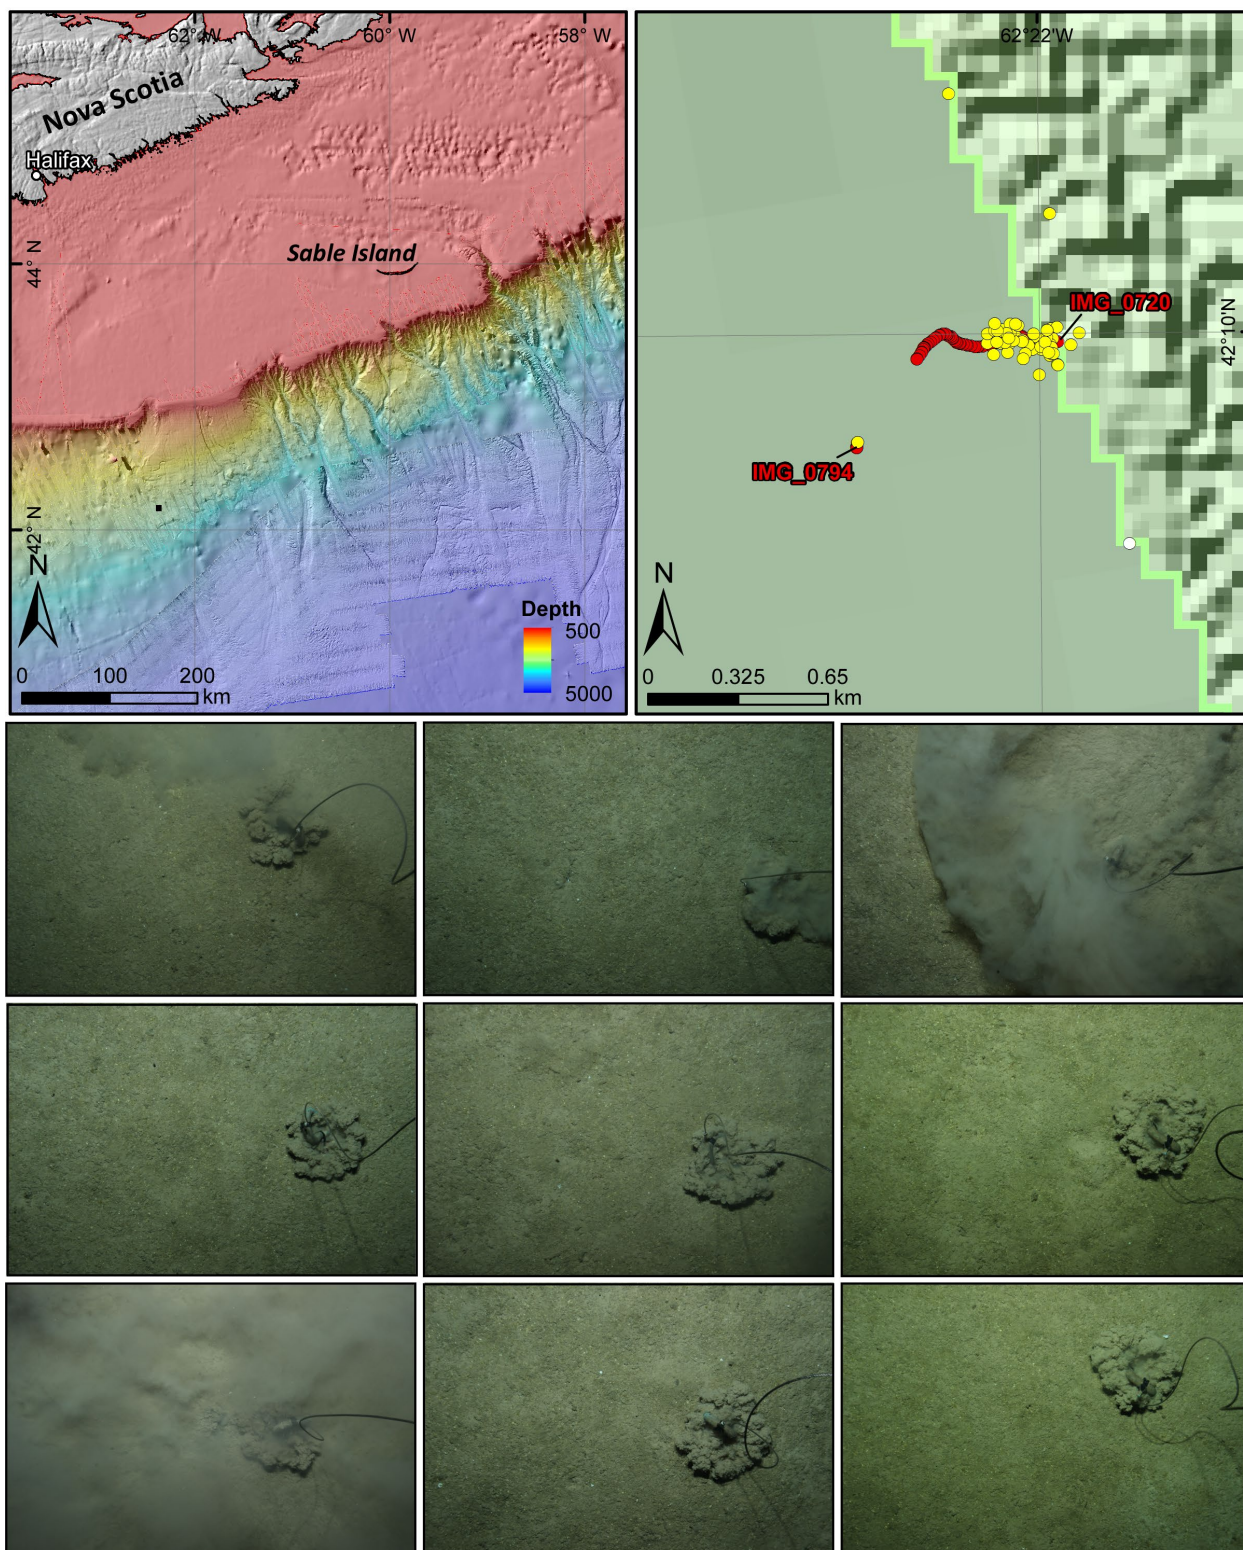 62° W
60° W
58° W
Nova Scotia
Halifax
Sable Island
44° N
42° N
N
Depth
500
5000
0 100 200
km
62°22'W
IMG_0720
42°10'N
IMG_0794
N
0 0.325 0.65
km